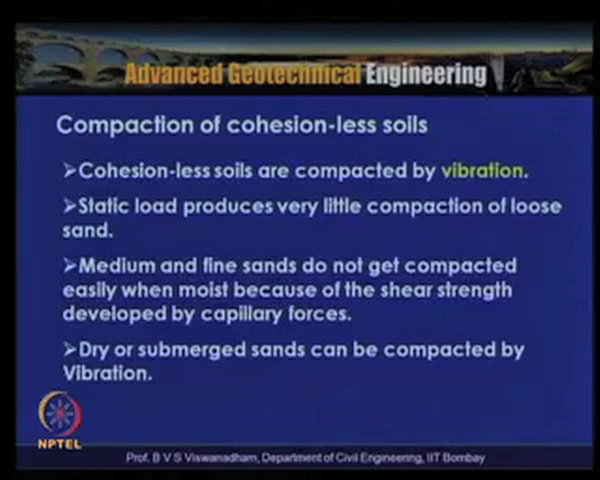 Advanced Geotechnical Engineering
Compaction of cohesion-less soils
➢Cohesion-less soils are compacted by vibration.
➢Static load produces very little compaction of loose
sand.
➢Medium and fine sands do not get compacted
easily when moist because of the shear strength
developed by capillary forces.
➢Dry or submerged sands can be compacted by
Vibration.
NPTEL
Prof. B V S Viswanadham, Department of Civil Engineering, IIT Bombay